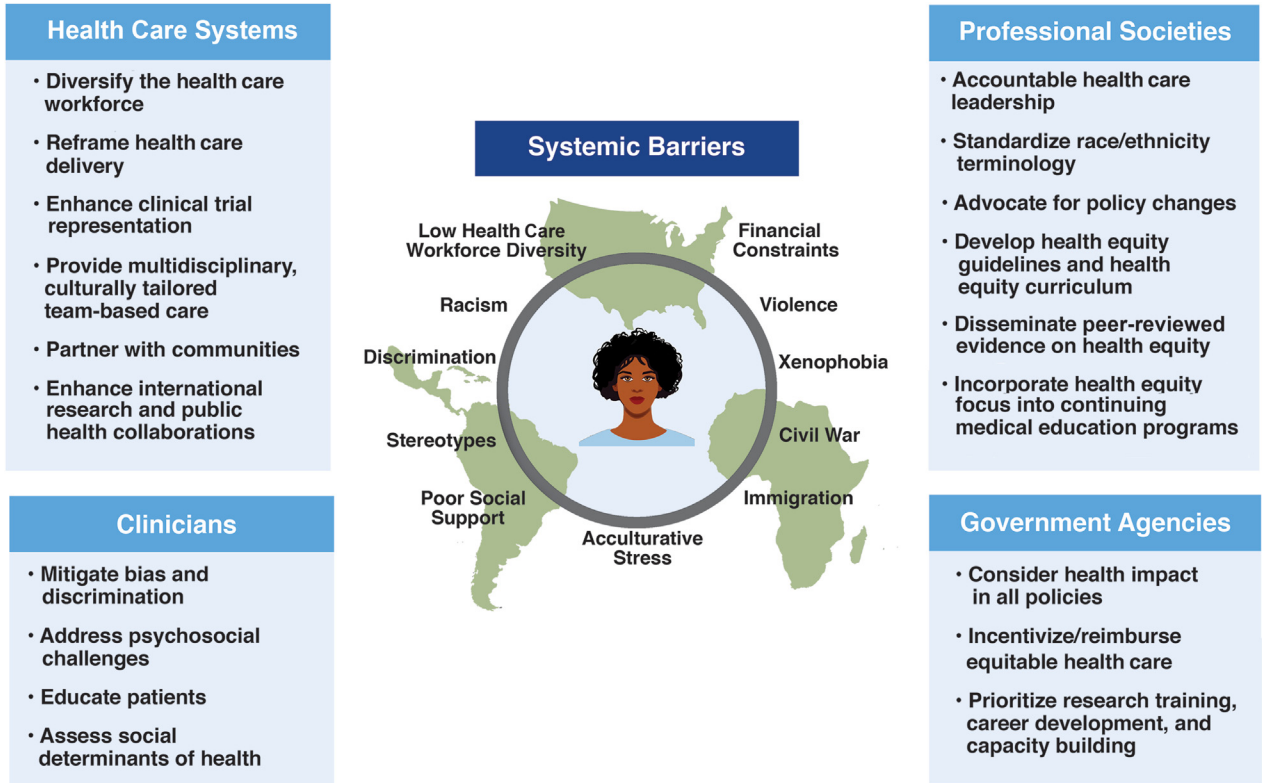 Health Care Systems
• Diversify the health care
workforce
• Reframe health care
delivery
• Enhance clinical trial
representation
• Provide multidisciplinary,
culturally tailored
team-based care
• Partner with communities
• Enhance international
research and public
health collaborations
Clinicians
• Mitigate bias and
discrimination
• Address psychosocial
challenges
• Educate patients
• Assess social
determinants of health
Systemic Barriers
Low Health Care
Workforce Diversity
Financial
Constraints
Racism
Violence
Discrimination
Xenophobia
Stereotypes
Civil War
Poor Social
Support
Immigration
Acculturative
Stress
Professional Societies
• Accountable health care
leadership
• Standardize race/ethnicity
terminology
• Advocate for policy changes
• Develop health equity
guidelines and health
equity curriculum
• Disseminate peer-reviewed
evidence on health equity
• Incorporate health equity
focus into continuing
medical education programs
Government Agencies
• Consider health impact
in all policies
• Incentivize/reimburse
equitable health care
• Prioritize research training,
career development, and
capacity building